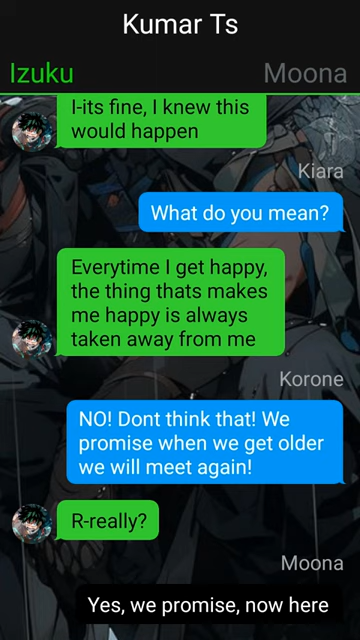 Kumar Ts
Izuku
Moona
I-its fine, I knew this
would happen
Kiara
What do you mean?
Everytime I get happy,
the thing thats makes
me happy is always
taken away from me
Korone
NO! Dont think that! We
promise when we get older
we will meet again!
R-really?
Moona
Yes, we promise, now here